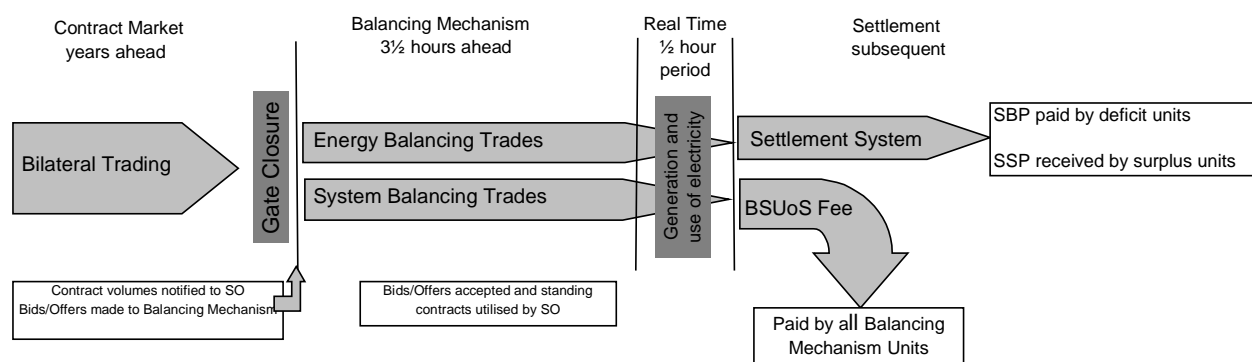 Contract Market
years ahead
Balancing Mechanism
3½ hours ahead
Real Time
½ hour
period
Settlement
subsequent
Bilateral Trading
Gate Closure
Energy Balancing Trades
System Balancing Trades
Generation and
use of electricity
Settlement System
BSUoS Fee
SBP paid by deficit units
SSP received by surplus units
Contract volumes notified to SO
Bids/Offers made to Balancing Mechanism
Bids/Offers accepted and standing
contracts utilised by SO
Paid by all Balancing
Mechanism Units